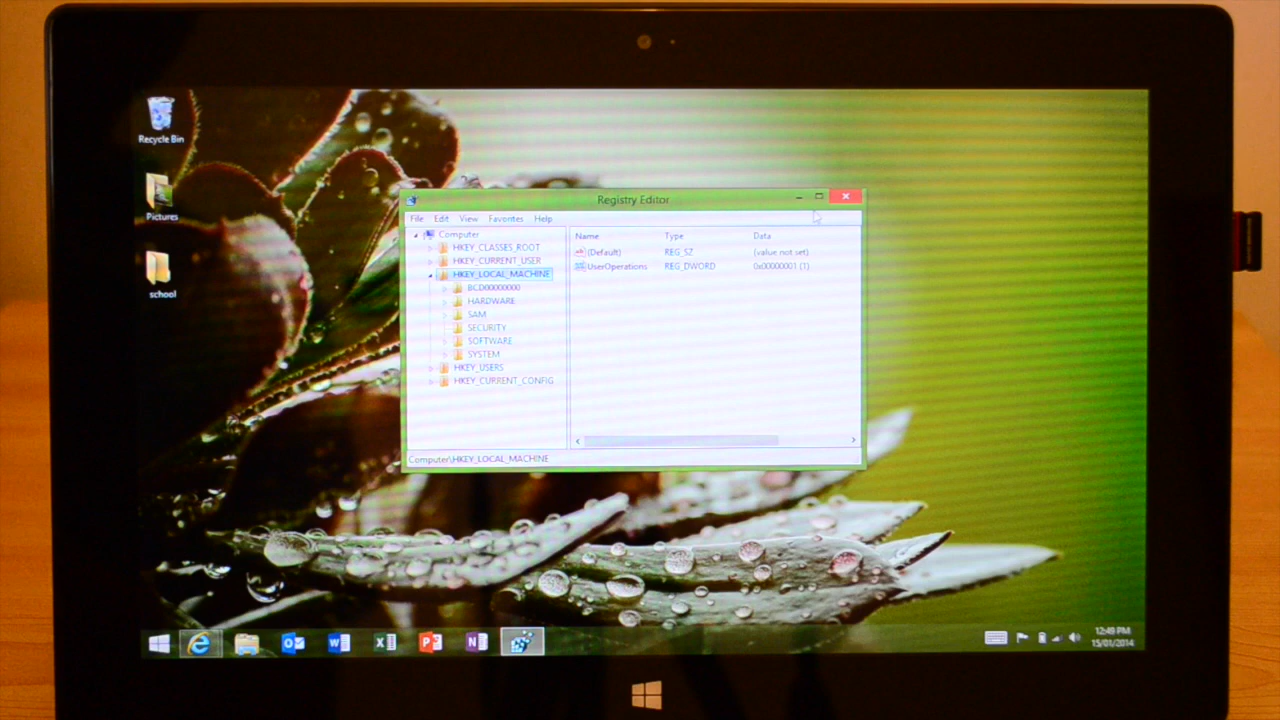 Recycle Bin
Pictures
school
Registry Editor
File Edit View Favorites Help
Computer
HKEY_CLASSES_ROOT
HKEY_CURRENT_USER
HKEY_LOCAL_MACHINE
BCD00000000
HARDWARE
SAM
SECURITY
SOFTWARE
SYSTEM
HKEY_USERS
HKEY_CURRENT_CONFIG
Name Type Data
(Default) REG_SZ (value not set)
UserOperations REG_DWORD 0x00000001 (1)
Computer\HKEY_LOCAL_MACHINE
12:49 PM
15/01/2014